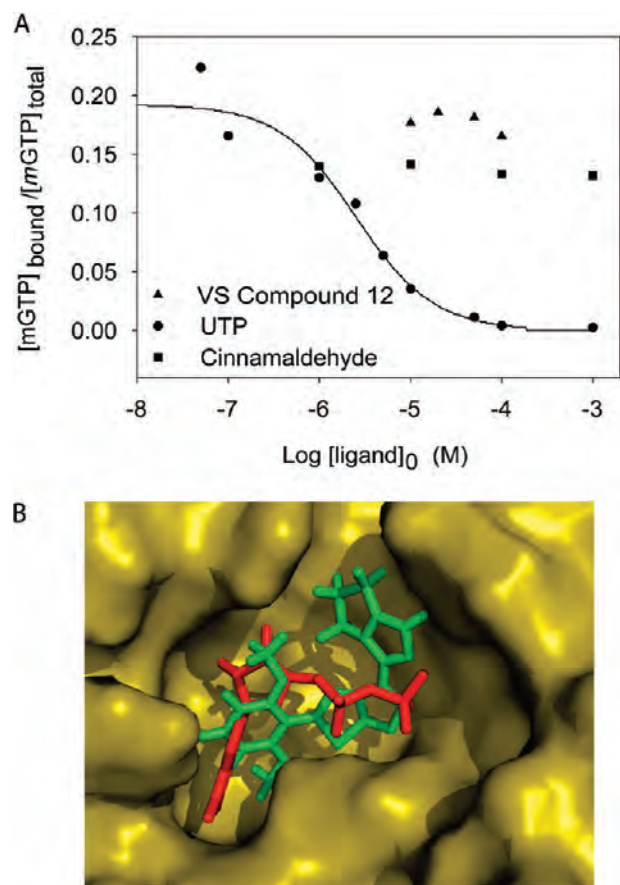 A
[mGTP]bound/[mGTP]total
0.25
0.20
0.15
0.10
0.05
0.00
VS Compound 12
UTP
Cinnamaldehyde
-8 -7 -6 -5 -4 -3
Log [ligand]0 (M)
B